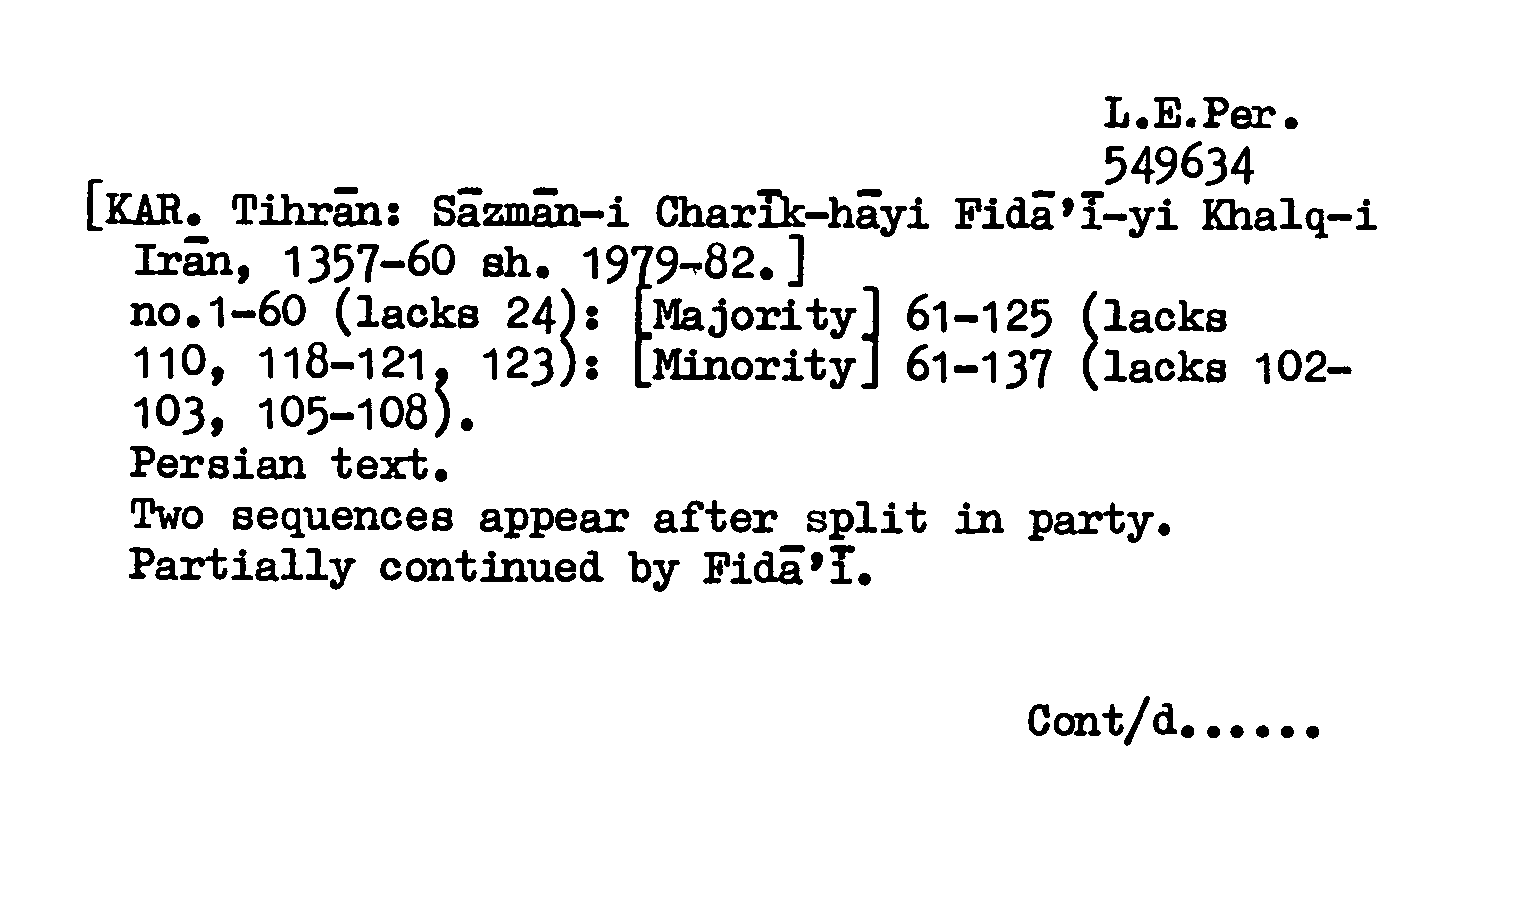 L.E.Per.
549634
[KAR. Tihrān: Sāzmān-i Charīk-hāyi Fidā'ī-yi Khalq-i
Irān, 1357-60 sh. 1979-82.]
no.1-60 (lacks 24): [Majority] 61-125 (lacks
110, 118-121, 123): [Minority] 61-137 (lacks 102-
103, 105-108).
Persian text.
Two sequences appear after split in party.
Partially continued by Fidā'ī.
Cont/d......